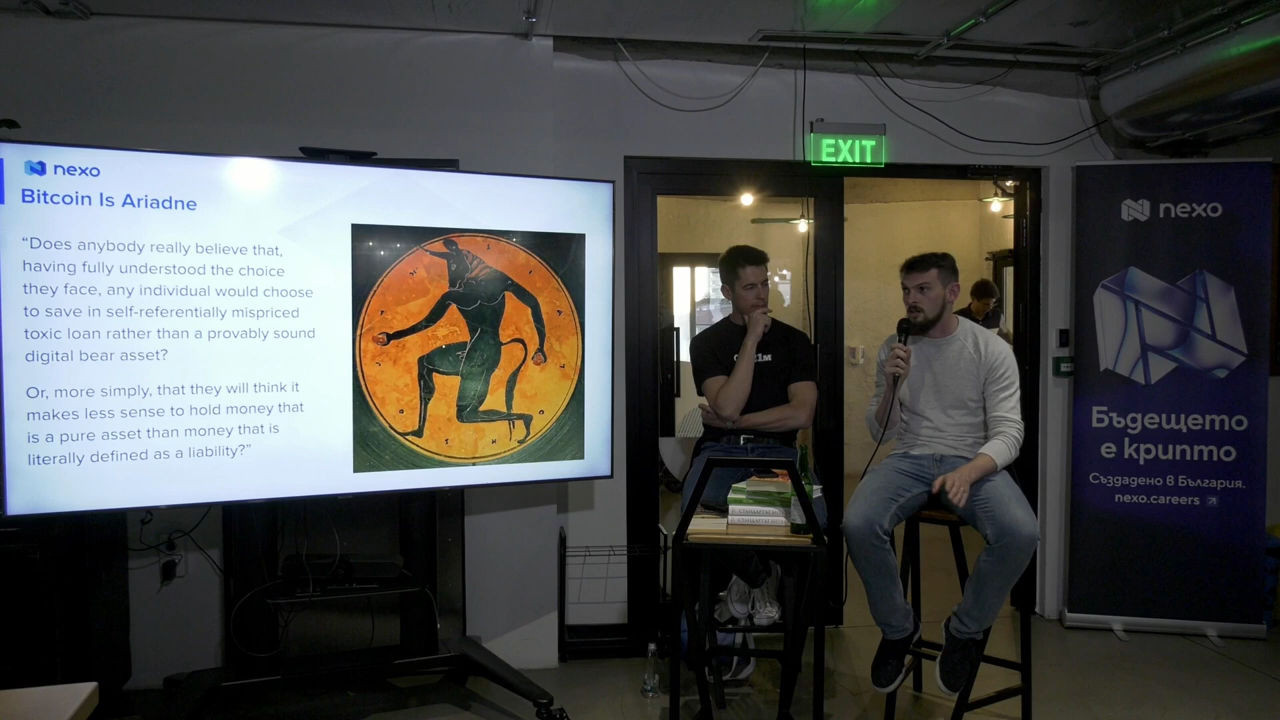 nexo
Bitcoin Is Ariadne
“Does anybody really believe that,
having fully understood the choice
they face, any individual would choose
to save in self-referentially mispriced
toxic loan rather than a provably sound
digital bear asset?
Or, more simply, that they will think it
makes less sense to hold money that
is a pure asset than money that is
literally defined as a liability?”
EXIT
nexo
Бъдещето
е крипто
Създадено в България.
nexo.careers